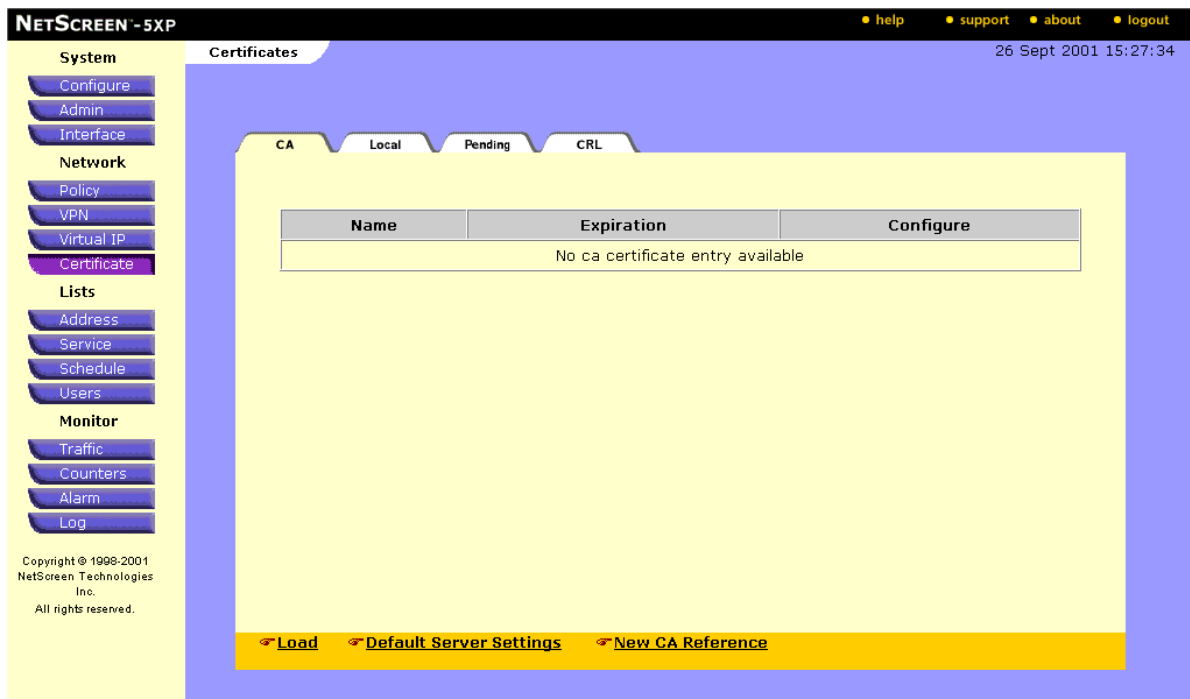 NETSCREEN-5XP
help support about logout
System
Configure
Admin
Interface
Network
Policy
VPN
Virtual IP
Certificate
Lists
Address
Service
Schedule
Users
Monitor
Traffic
Counters
Alarm
Log
Copyright © 1998-2001
NetScreen Technologies
Inc.
All rights reserved.
Certificates
26 Sept 2001 15:27:34
CA Local Pending CRL
Name Expiration Configure
No ca certificate entry available
Load Default Server Settings New CA Reference